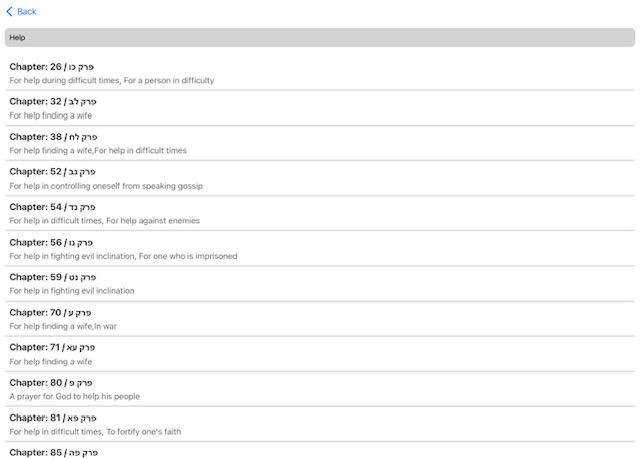 Back
Help
Chapter: 26 / פרק כו
For help during difficult times, For a person in difficulty
Chapter: 32 / פרק לב
For help finding a wife
Chapter: 38 / פרק לח
For help finding a wife,For help in difficult times
Chapter: 52 / פרק נב
For help in controlling oneself from speaking gossip
Chapter: 54 / פרק נד
For help in difficult times, For help against enemies
Chapter: 56 / פרק נו
For help in fighting evil inclination, For one who is imprisoned
Chapter: 59 / פרק נט
For help in fighting evil inclination
Chapter: 70 / פרק ע
For help finding a wife,In war
Chapter: 71 / פרק עא
For help finding a wife
Chapter: 80 / פרק פ
A prayer for God to help his people
Chapter: 81 / פרק פא
For help in difficult times, To fortify one's faith
Chapter: 85 / פרק פה